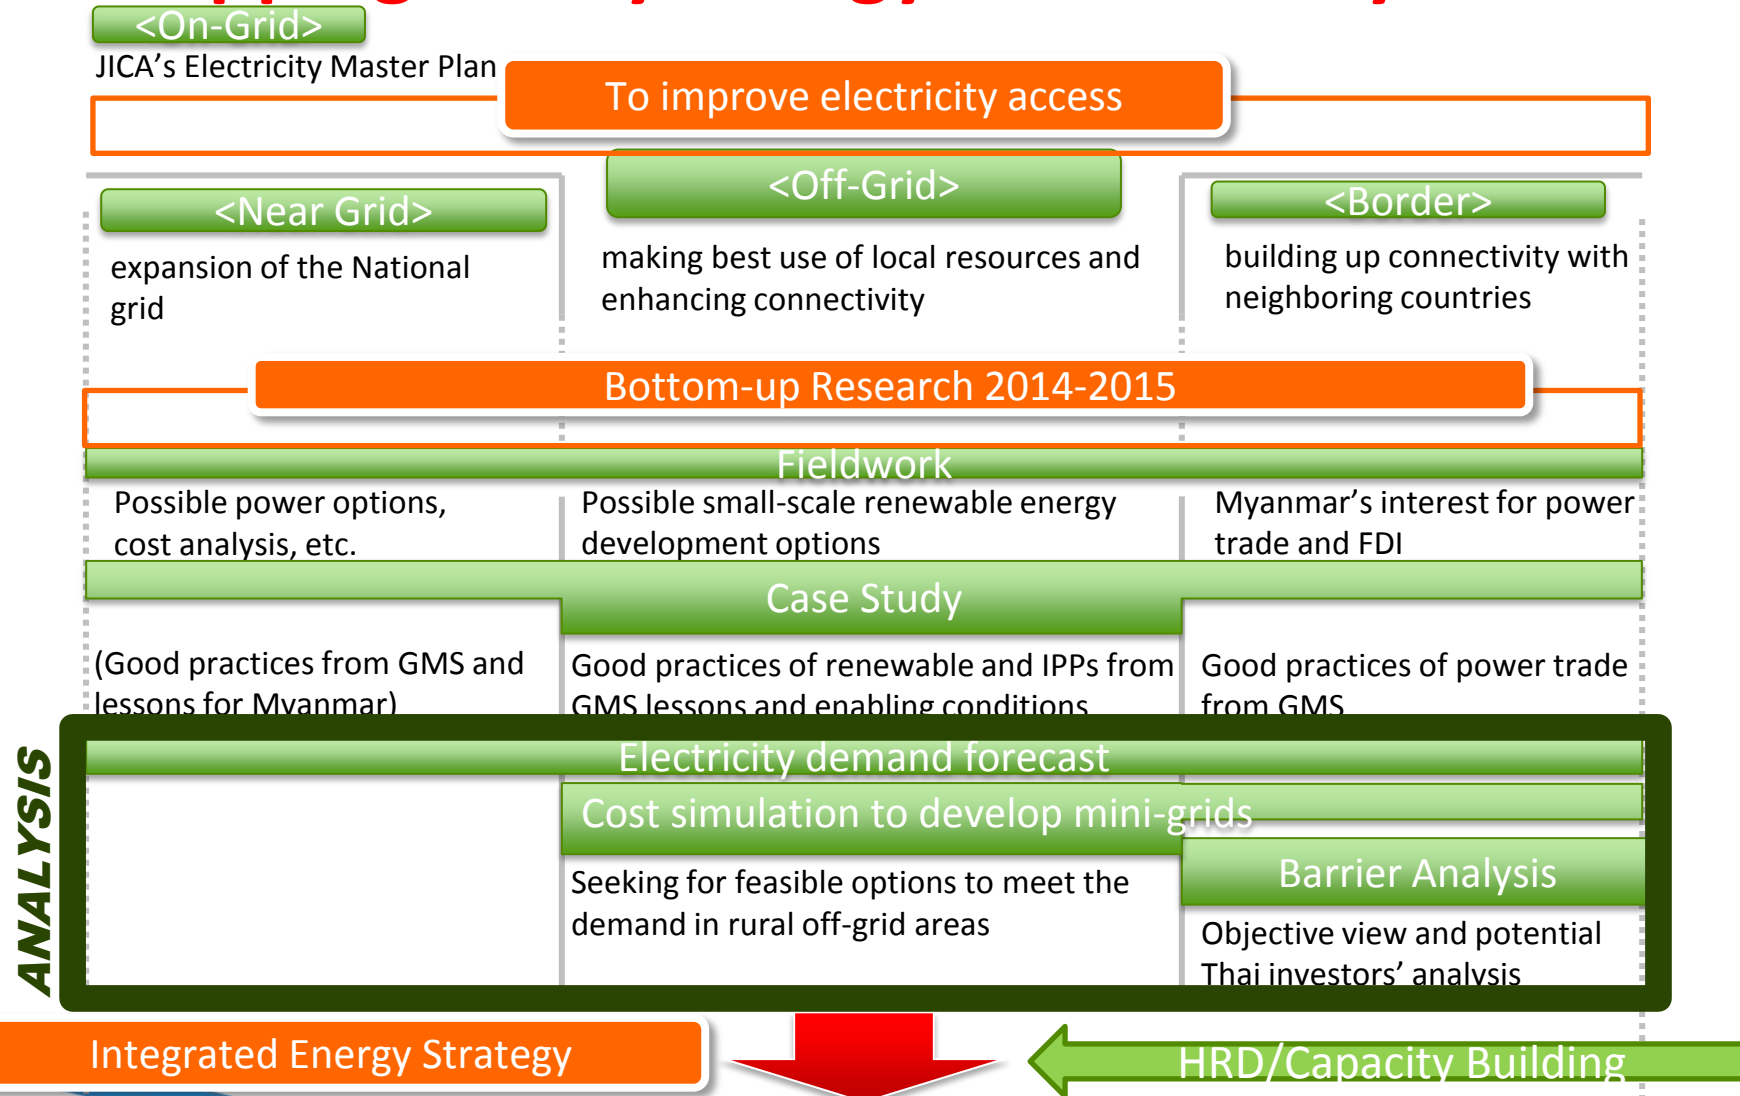 <On-Grid>
JICA's Electricity Master Plan
To improve electricity access
<Near Grid>
expansion of the National
grid
<Off-Grid>
making best use of local resources and
enhancing connectivity
<Border>
building up connectivity with
neighboring countries
Bottom-up Research 2014-2015
Fieldwork
Possible power options,
cost analysis, etc.
Possible small-scale renewable energy
development options
Myanmar's interest for power
trade and FDI
Case Study
(Good practices from GMS and
lessons for Myanmar)
Good practices of renewable and IPPs from
GMS lessons and enabling conditions
Good practices of power trade
from GMS
ANALYSIS
Electricity demand forecast
Cost simulation to develop mini-grids
Seeking for feasible options to meet the
demand in rural off-grid areas
Barrier Analysis
Objective view and potential
Thai investors' analysis
Integrated Energy Strategy
HRD/Capacity Building